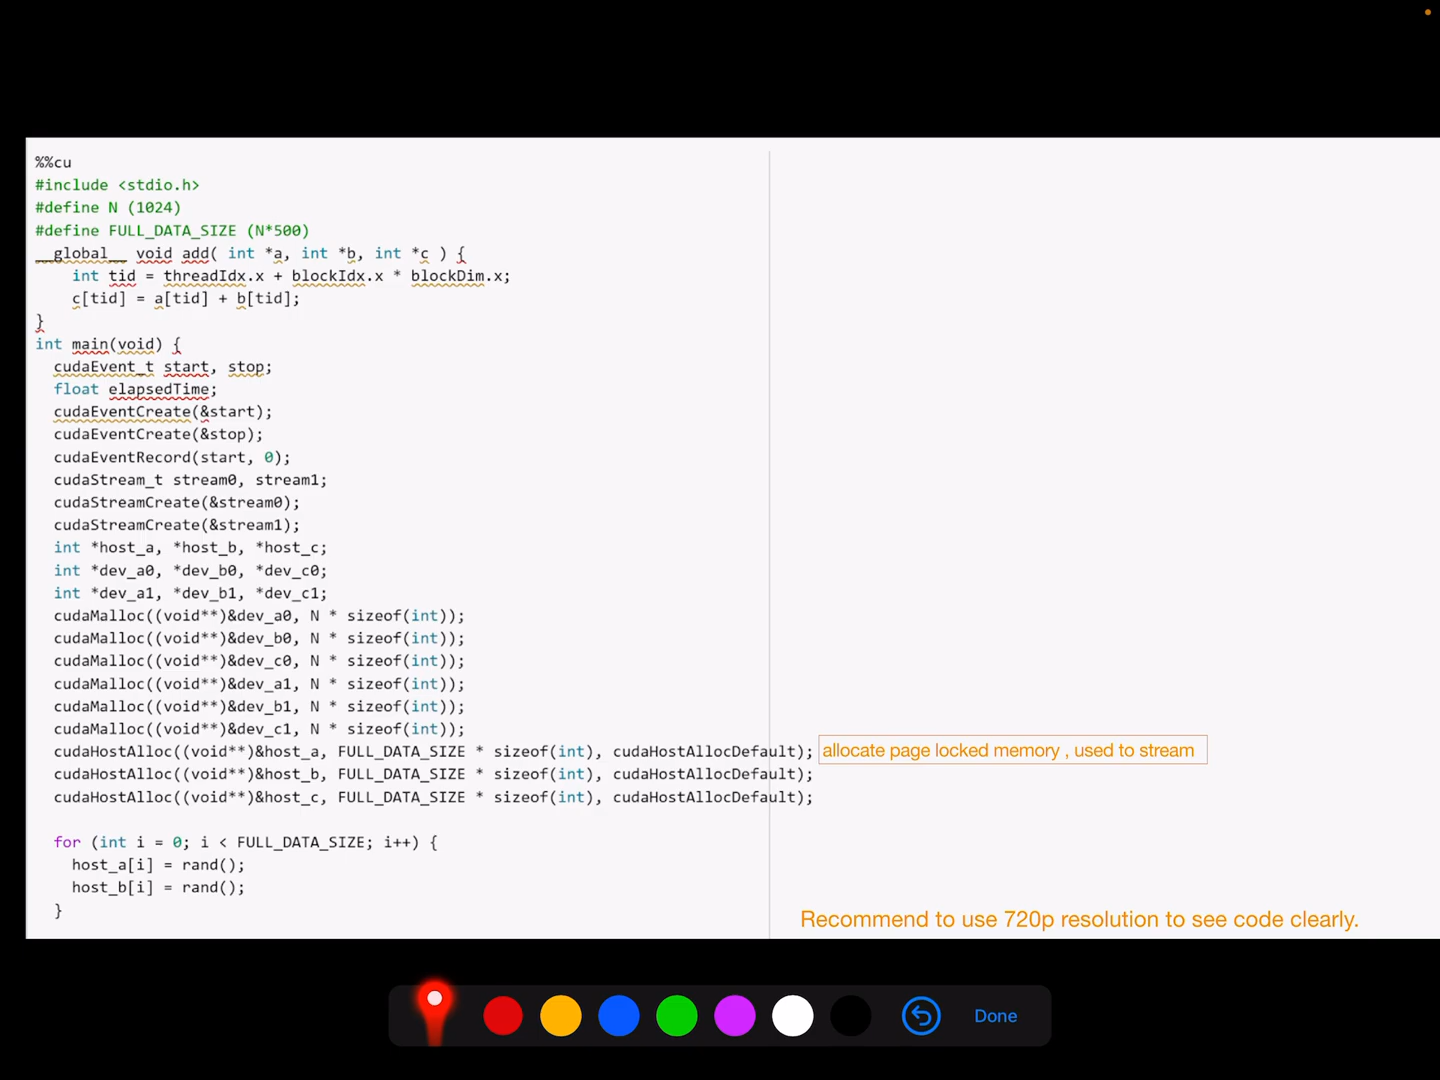 %%cu
#include <stdio.h>
#define N (1024)
#define FULL_DATA_SIZE (N*500)
__global__ void add( int *a, int *b, int *c ) {
    int tid = threadIdx.x + blockIdx.x * blockDim.x;
    c[tid] = a[tid] + b[tid];
}
int main(void) {
  cudaEvent_t start, stop;
  float elapsedTime;
  cudaEventCreate(&start);
  cudaEventCreate(&stop);
  cudaEventRecord(start, 0);
  cudaStream_t stream0, stream1;
  cudaStreamCreate(&stream0);
  cudaStreamCreate(&stream1);
  int *host_a, *host_b, *host_c;
  int *dev_a0, *dev_b0, *dev_c0;
  int *dev_a1, *dev_b1, *dev_c1;
  cudaMalloc((void**)&dev_a0, N * sizeof(int));
  cudaMalloc((void**)&dev_b0, N * sizeof(int));
  cudaMalloc((void**)&dev_c0, N * sizeof(int));
  cudaMalloc((void**)&dev_a1, N * sizeof(int));
  cudaMalloc((void**)&dev_b1, N * sizeof(int));
  cudaMalloc((void**)&dev_c1, N * sizeof(int));
  cudaHostAlloc((void**)&host_a, FULL_DATA_SIZE * sizeof(int), cudaHostAllocDefault); allocate page locked memory , used to stream
  cudaHostAlloc((void**)&host_b, FULL_DATA_SIZE * sizeof(int), cudaHostAllocDefault);
  cudaHostAlloc((void**)&host_c, FULL_DATA_SIZE * sizeof(int), cudaHostAllocDefault);
  for (int i = 0; i < FULL_DATA_SIZE; i++) {
    host_a[i] = rand();
    host_b[i] = rand();
  }
Recommend to use 720p resolution to see code clearly.
Done